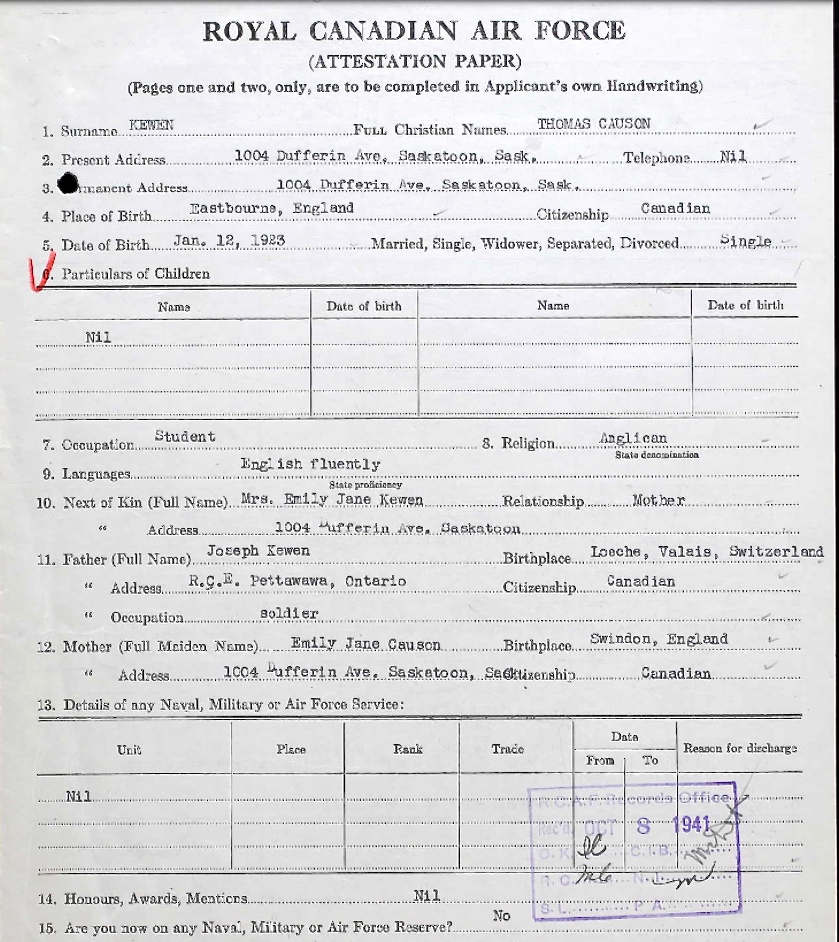 ROYAL CANADIAN AIR FORCE
(ATTESTATION PAPER)
(Pages one and two, only, are to be completed in Applicant's own Handwriting)
1. Surname KEWEN FULL Christian Names THOMAS CAUSON
2. Present Address 1004 Dufferin Ave, Saskatoon, Sask. Telephone Nil
3. manent Address 1004 Dufferin Ave, Saskatoon, Sask.
4. Place of Birth Eastbourne, England Citizenship Canadian
5. Date of Birth Jan. 12, 1923 Married, Single, Widower, Separated, Divorced Single
6. Particulars of Children
Name Date of birth Name Date of birth
Nil
7. Occupation Student 8. Religion Anglican
State denomination
9. Languages English fluently
State proficiency
10. Next of Kin (Full Name) Mrs. Emily Jane Kewen Relationship Mother
“ Address 1004 Dufferin Ave. Saskatoon
11. Father (Full Name) Joseph Kewen Birthplace Loeche, Valais, Switzerland
“ Address R.C.E. Pettawawa, Ontario Citizenship Canadian
“ Occupation soldier
12. Mother (Full Maiden Name) Emily Jane Causon Birthplace Swindon, England
“ Address 1004 Dufferin Ave, Saskatoon, Sask Citizenship Canadian
13. Details of any Naval, Military or Air Force Service:
Unit Place Rank Trade Date Reason for discharge
From To
Nil
R.C.A.F. Records Office
Rec'd. OCT 8 1941
O.K. C.I.B.
R.C. N.I.
S.L. P.A.
14. Honours, Awards, Mentions Nil
15. Are you now on any Naval, Military or Air Force Reserve? No